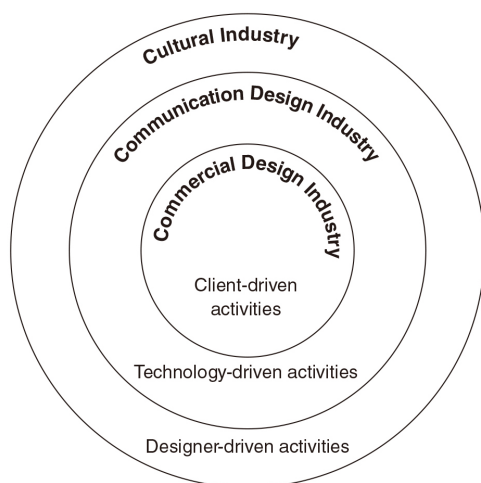 Cultural Industry
Communication Design Industry
Commercial Design Industry
Client-driven
activities
Technology-driven activities
Designer-driven activities